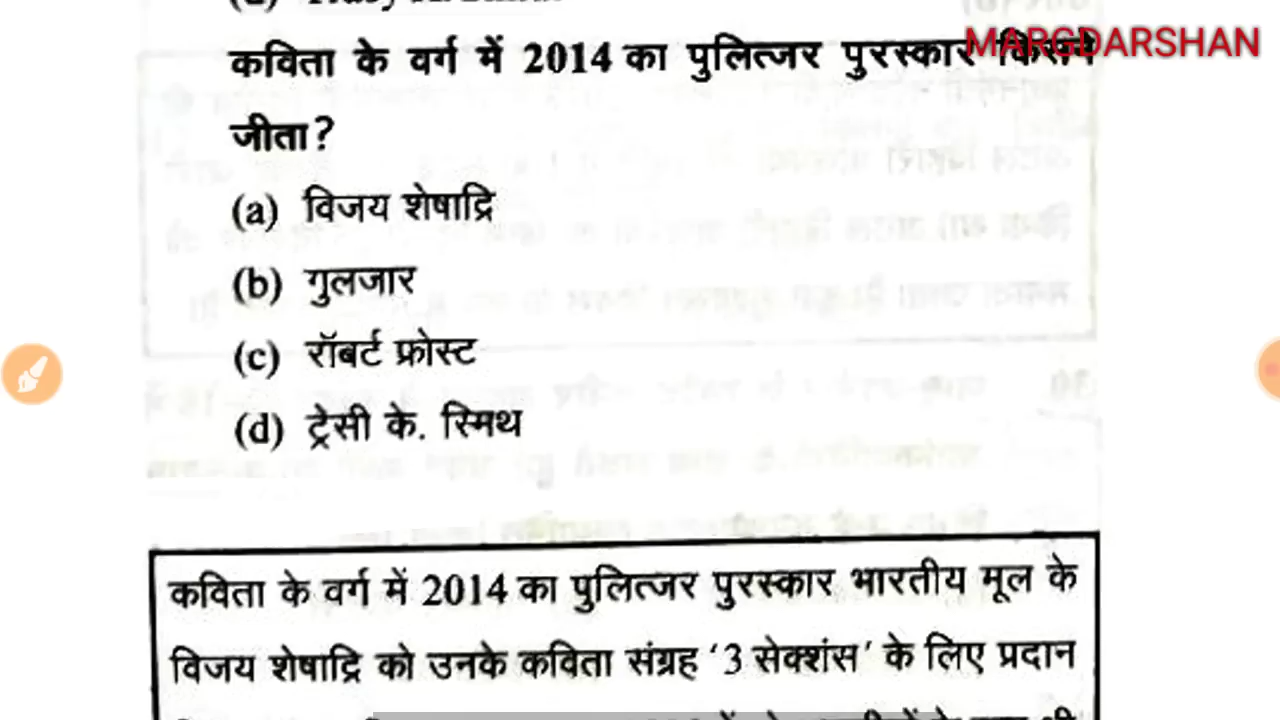 MARGDARSHAN
कविता के वर्ग में 2014 का पुलित्जर पुरस्कार किसने
जीता?
(a) विजय शेषाद्रि
(b) गुलजार
(c) रॉबर्ट फ्रोस्ट
(d) ट्रेसी के. स्मिथ
कविता के वर्ग में 2014 का पुलित्जर पुरस्कार भारतीय मूल के
विजय शेषाद्रि को उनके कविता संग्रह ‘3 सेक्शंस’ के लिए प्रदान